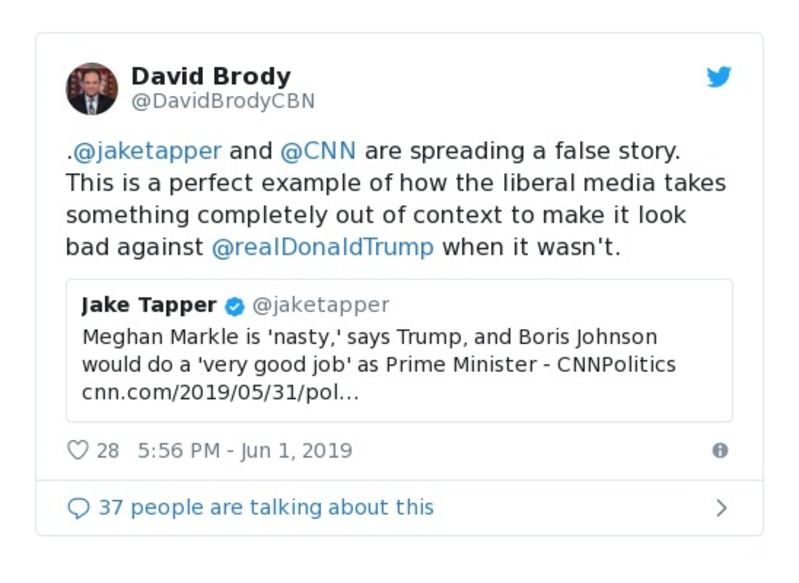 David Brody
@DavidBrodyCBN
.@jaketapper and @CNN are spreading a false story.
This is a perfect example of how the liberal media takes
something completely out of context to make it look
bad against @realDonaldTrump when it wasn't.
Jake Tapper @jaketapper
Meghan Markle is 'nasty,' says Trump, and Boris Johnson
would do a 'very good job' as Prime Minister - CNNPolitics
cnn.com/2019/05/31/pol…
28 5:56 PM - Jun 1, 2019
37 people are talking about this